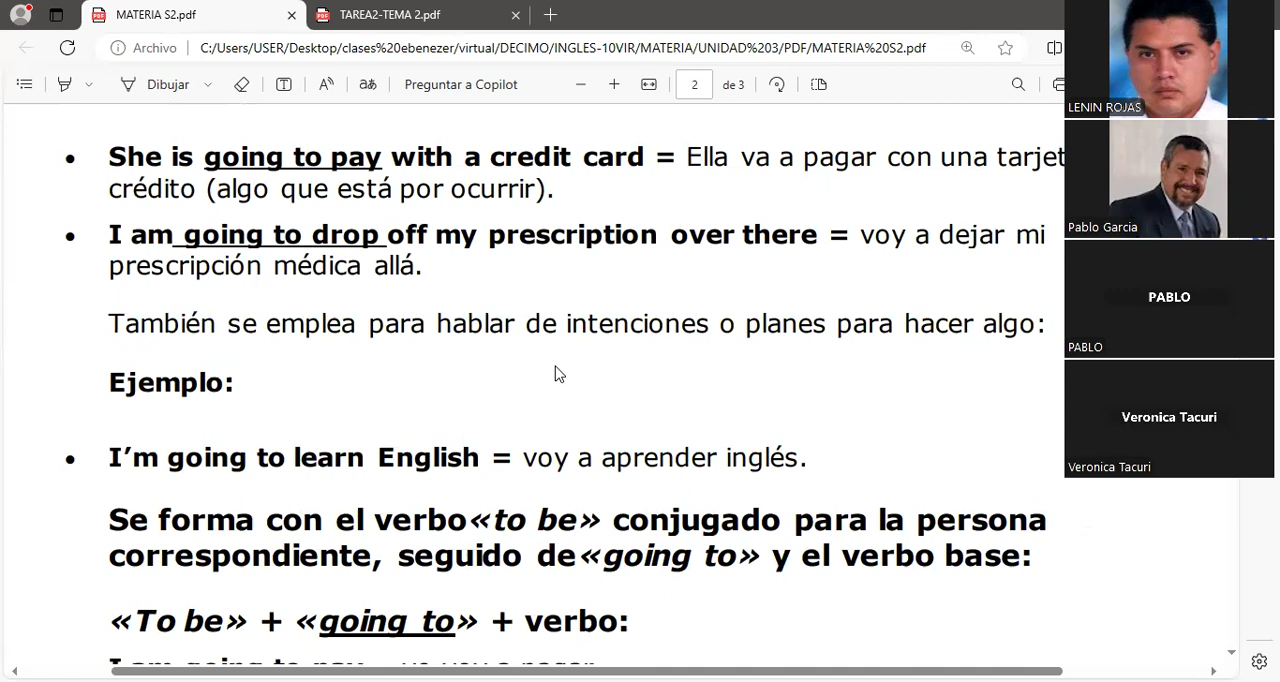 MATERIA S2.pdf
TAREA2-TEMA 2.pdf
Archivo
C:/Users/USER/Desktop/clases%20ebenezer/virtual/DECIMO/INGLES-10VIR/MATERIA/UNIDAD%203/PDF/MATERIA%20S2.pdf
Dibujar
aあ
Preguntar a Copilot
2 de 3
LENIN ROJAS
• She is going to pay with a credit card = Ella va a pagar con una tarjet
crédito (algo que está por ocurrir).
Pablo Garcia
• I am going to drop off my prescription over there = voy a dejar mi
prescripción médica allá.
También se emplea para hablar de intenciones o planes para hacer algo:
PABLO
PABLO
Ejemplo:
Veronica Tacuri
Veronica Tacuri
• I’m going to learn English = voy a aprender inglés.
Se forma con el verbo«to be» conjugado para la persona
correspondiente, seguido de«going to» y el verbo base:
«To be» + «going to» + verbo: